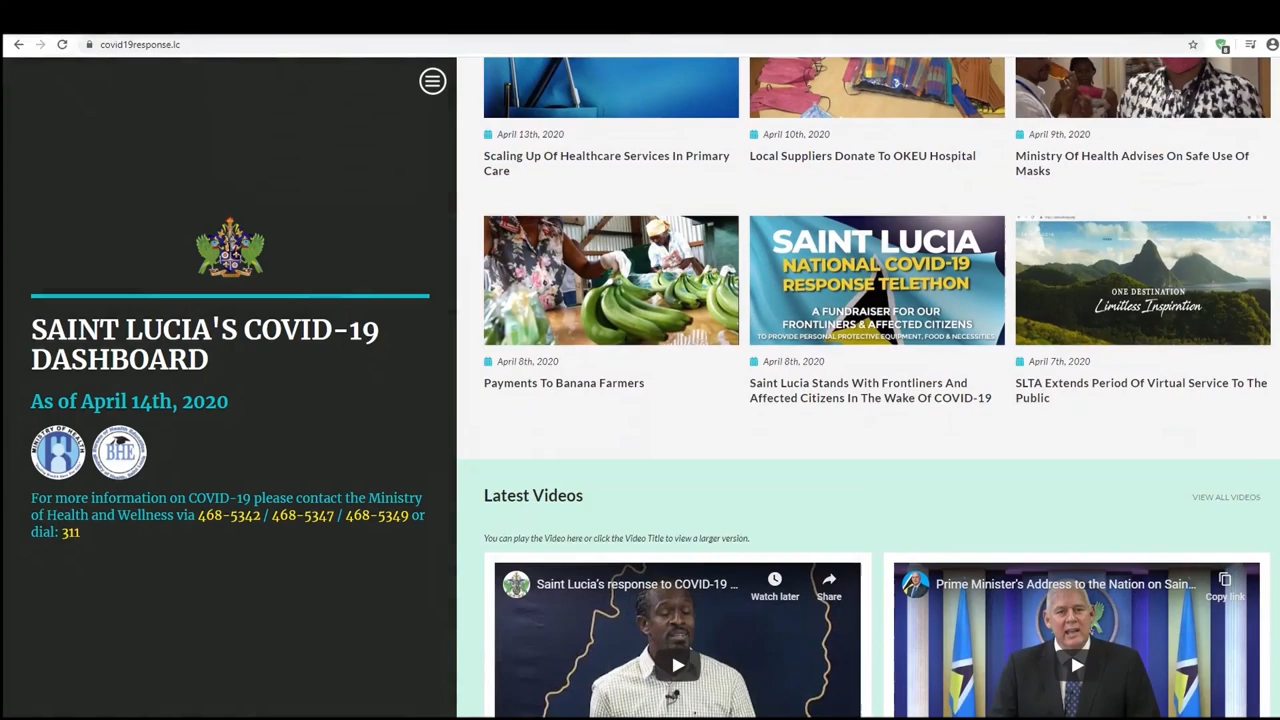 covid19response.lc
SAINT LUCIA'S COVID-19
DASHBOARD
As of April 14th, 2020
MINISTRY OF HEALTH
BHE
For more information on COVID-19 please contact the Ministry
of Health and Wellness via 468-5342 / 468-5347 / 468-5349 or
dial: 311
April 13th, 2020
Scaling Up Of Healthcare Services In Primary
Care
April 10th, 2020
Local Suppliers Donate To OKEU Hospital
April 9th, 2020
Ministry Of Health Advises On Safe Use Of
Masks
April 8th, 2020
Payments To Banana Farmers
SAINT LUCIA
NATIONAL COVID-19
RESPONSE TELETHON
A FUNDRAISER FOR OUR
FRONTLINERS & AFFECTED CITIZENS
TO PROVIDE PERSONAL PROTECTIVE EQUIPMENT, FOOD & NECESSITIES
April 8th, 2020
Saint Lucia Stands With Frontliners And
Affected Citizens In The Wake Of COVID-19
ONE DESTINATION
Limitless Inspiration
April 7th, 2020
SLTA Extends Period Of Virtual Service To The
Public
Latest Videos
VIEW ALL VIDEOS
You can play the Video here or click the Video Title to view a larger version.
Saint Lucia's response to COVID-19 ...
Watch later
Share
Prime Minister's Address to the Nation on Sain...
Copy link